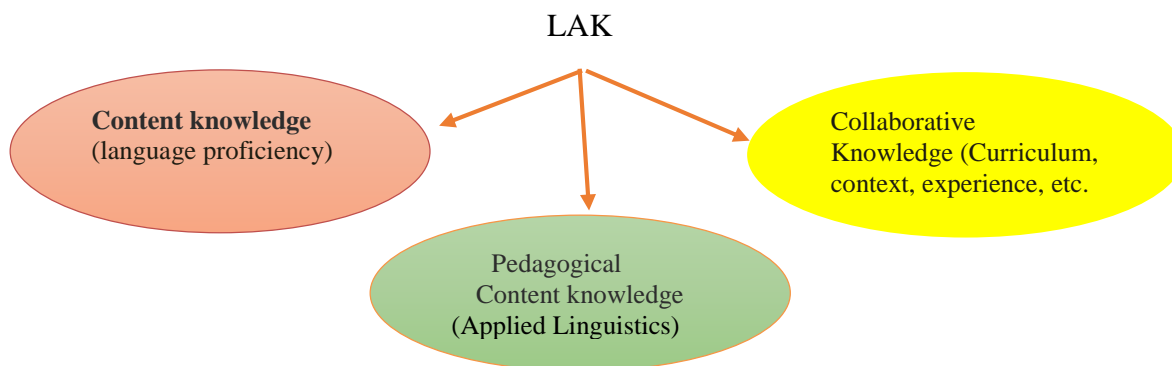 LAK
Content knowledge
(language proficiency)
Collaborative
Knowledge (Curriculum,
context, experience, etc.
Pedagogical
Content knowledge
(Applied Linguistics)